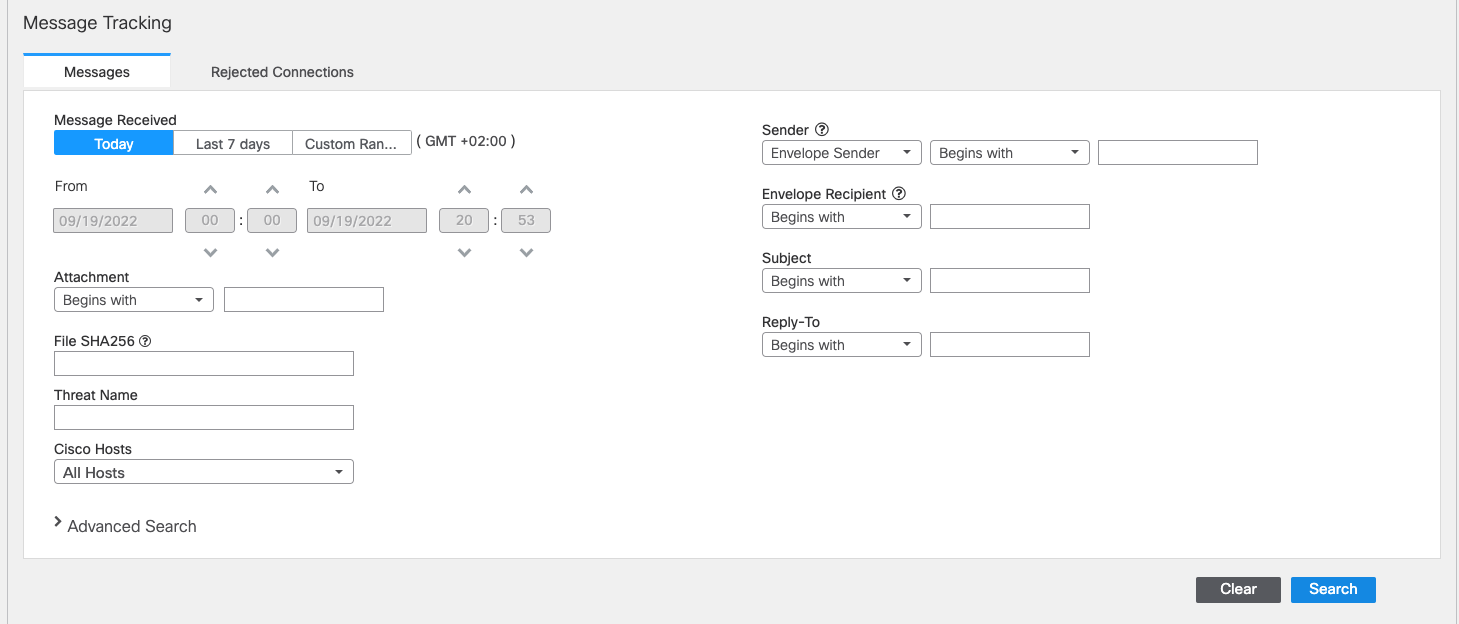 Message Tracking
Messages
Rejected Connections
Message Received
Today
Last 7 days
Custom Ran...
( GMT +02:00 )
From
To
09/19/2022
00
:
00
09/19/2022
20
:
53
Attachment
Begins with
File SHA256
Threat Name
Cisco Hosts
All Hosts
Advanced Search
Sender
Envelope Sender
Begins with
Envelope Recipient
Begins with
Subject
Begins with
Reply-To
Begins with
Clear
Search